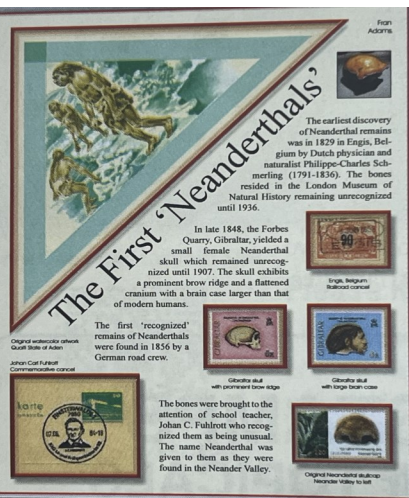 Fran
Adams
The First 'Neanderthals'
The earliest discovery
of Neanderthal remains
was in 1829 in Engis, Bel-
gium by Dutch physician and
naturalist Philippe-Charles Sch-
merling (1791-1836). The bones
resided in the London Museum of
Natural History remaining unrecognized
until 1936.
In late 1848, the Forbes
Quarry, Gibraltar, yielded a
small female Neanderthal
skull which remained unrecog-
nized until 1907. The skull exhibits
a prominent brow ridge and a flattened
cranium with a brain case larger than that
of modern humans.
Engis, Belgium
Railroad cancel
The first 'recognized'
remains of Neanderthals
were found in 1856 by a
German road crew.
Original watercolor artwork
Quaiti State of Aden
Johan Carl Fuhlrott
Commemorative cancel
GIBRALTAR
GIBRALTAR
Gibraltar skull
with prominent brow ridge
Gibraltar skull
with large brain case
karte
The bones were brought to the
attention of school teacher,
Johan C. Fuhlrott who recog-
nized them as being unusual.
The name Neanderthal was
given to them as they were
found in the Neander Valley.
Original Neandertal skullcap
Neander Valley to left